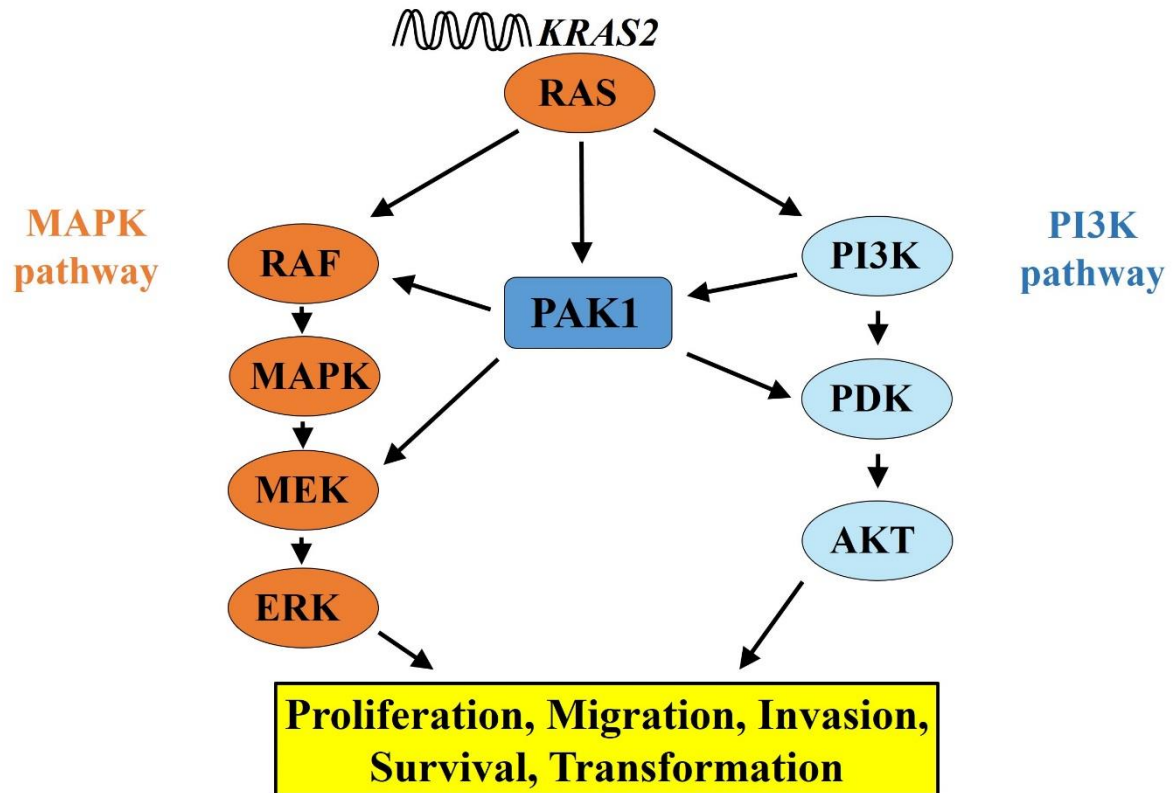 KRAS2
RAS
MAPK
pathway
PI3K
pathway
RAF
PI3K
PAK1
MAPK
PDK
MEK
AKT
ERK
Proliferation, Migration, Invasion,
Survival, Transformation